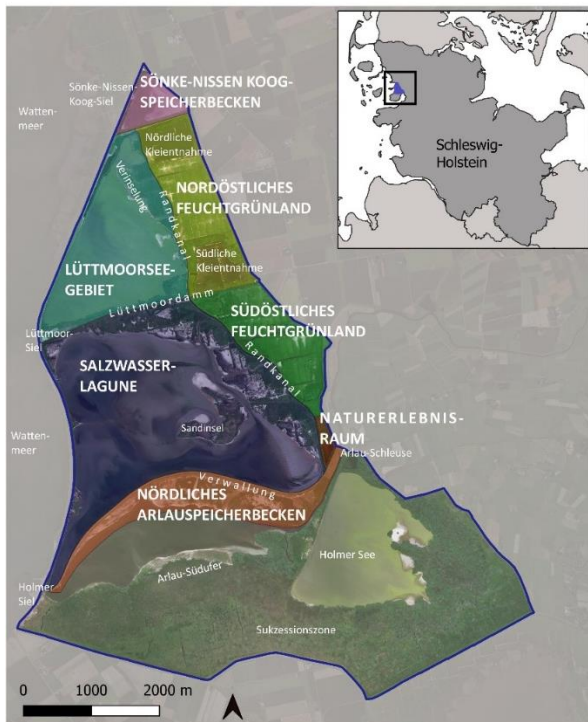 Sönke-Nissen-
Koog-Siel
SÖNKE-NISSEN KOOG-
SPEICHERBECKEN
Watten-
meer
Schleswig-
Holstein
Nördliche
Kleientnahme
Verinselung
Randkanal
NORDÖSTLICHES
FEUCHTGRÜNLAND
Südliche
Kleientnahme
LÜTTMOORSEE-
GEBIET
Lüttmoordamm
Lüttmoor-
Siel
SÜDÖSTLICHES
FEUCHTGRÜNLAND
Randkanal
SALZWASSER-
LAGUNE
Sandinsel
Watten-
meer
NATURERLEBNIS-
RAUM
Arlau-Schleuse
Verwallung
NÖRDLICHES
ARLAUSPEICHERBECKEN
Holmer See
Arlau-Südufer
Holmer
Siel
Sukzessionszone
0 1000 2000 m